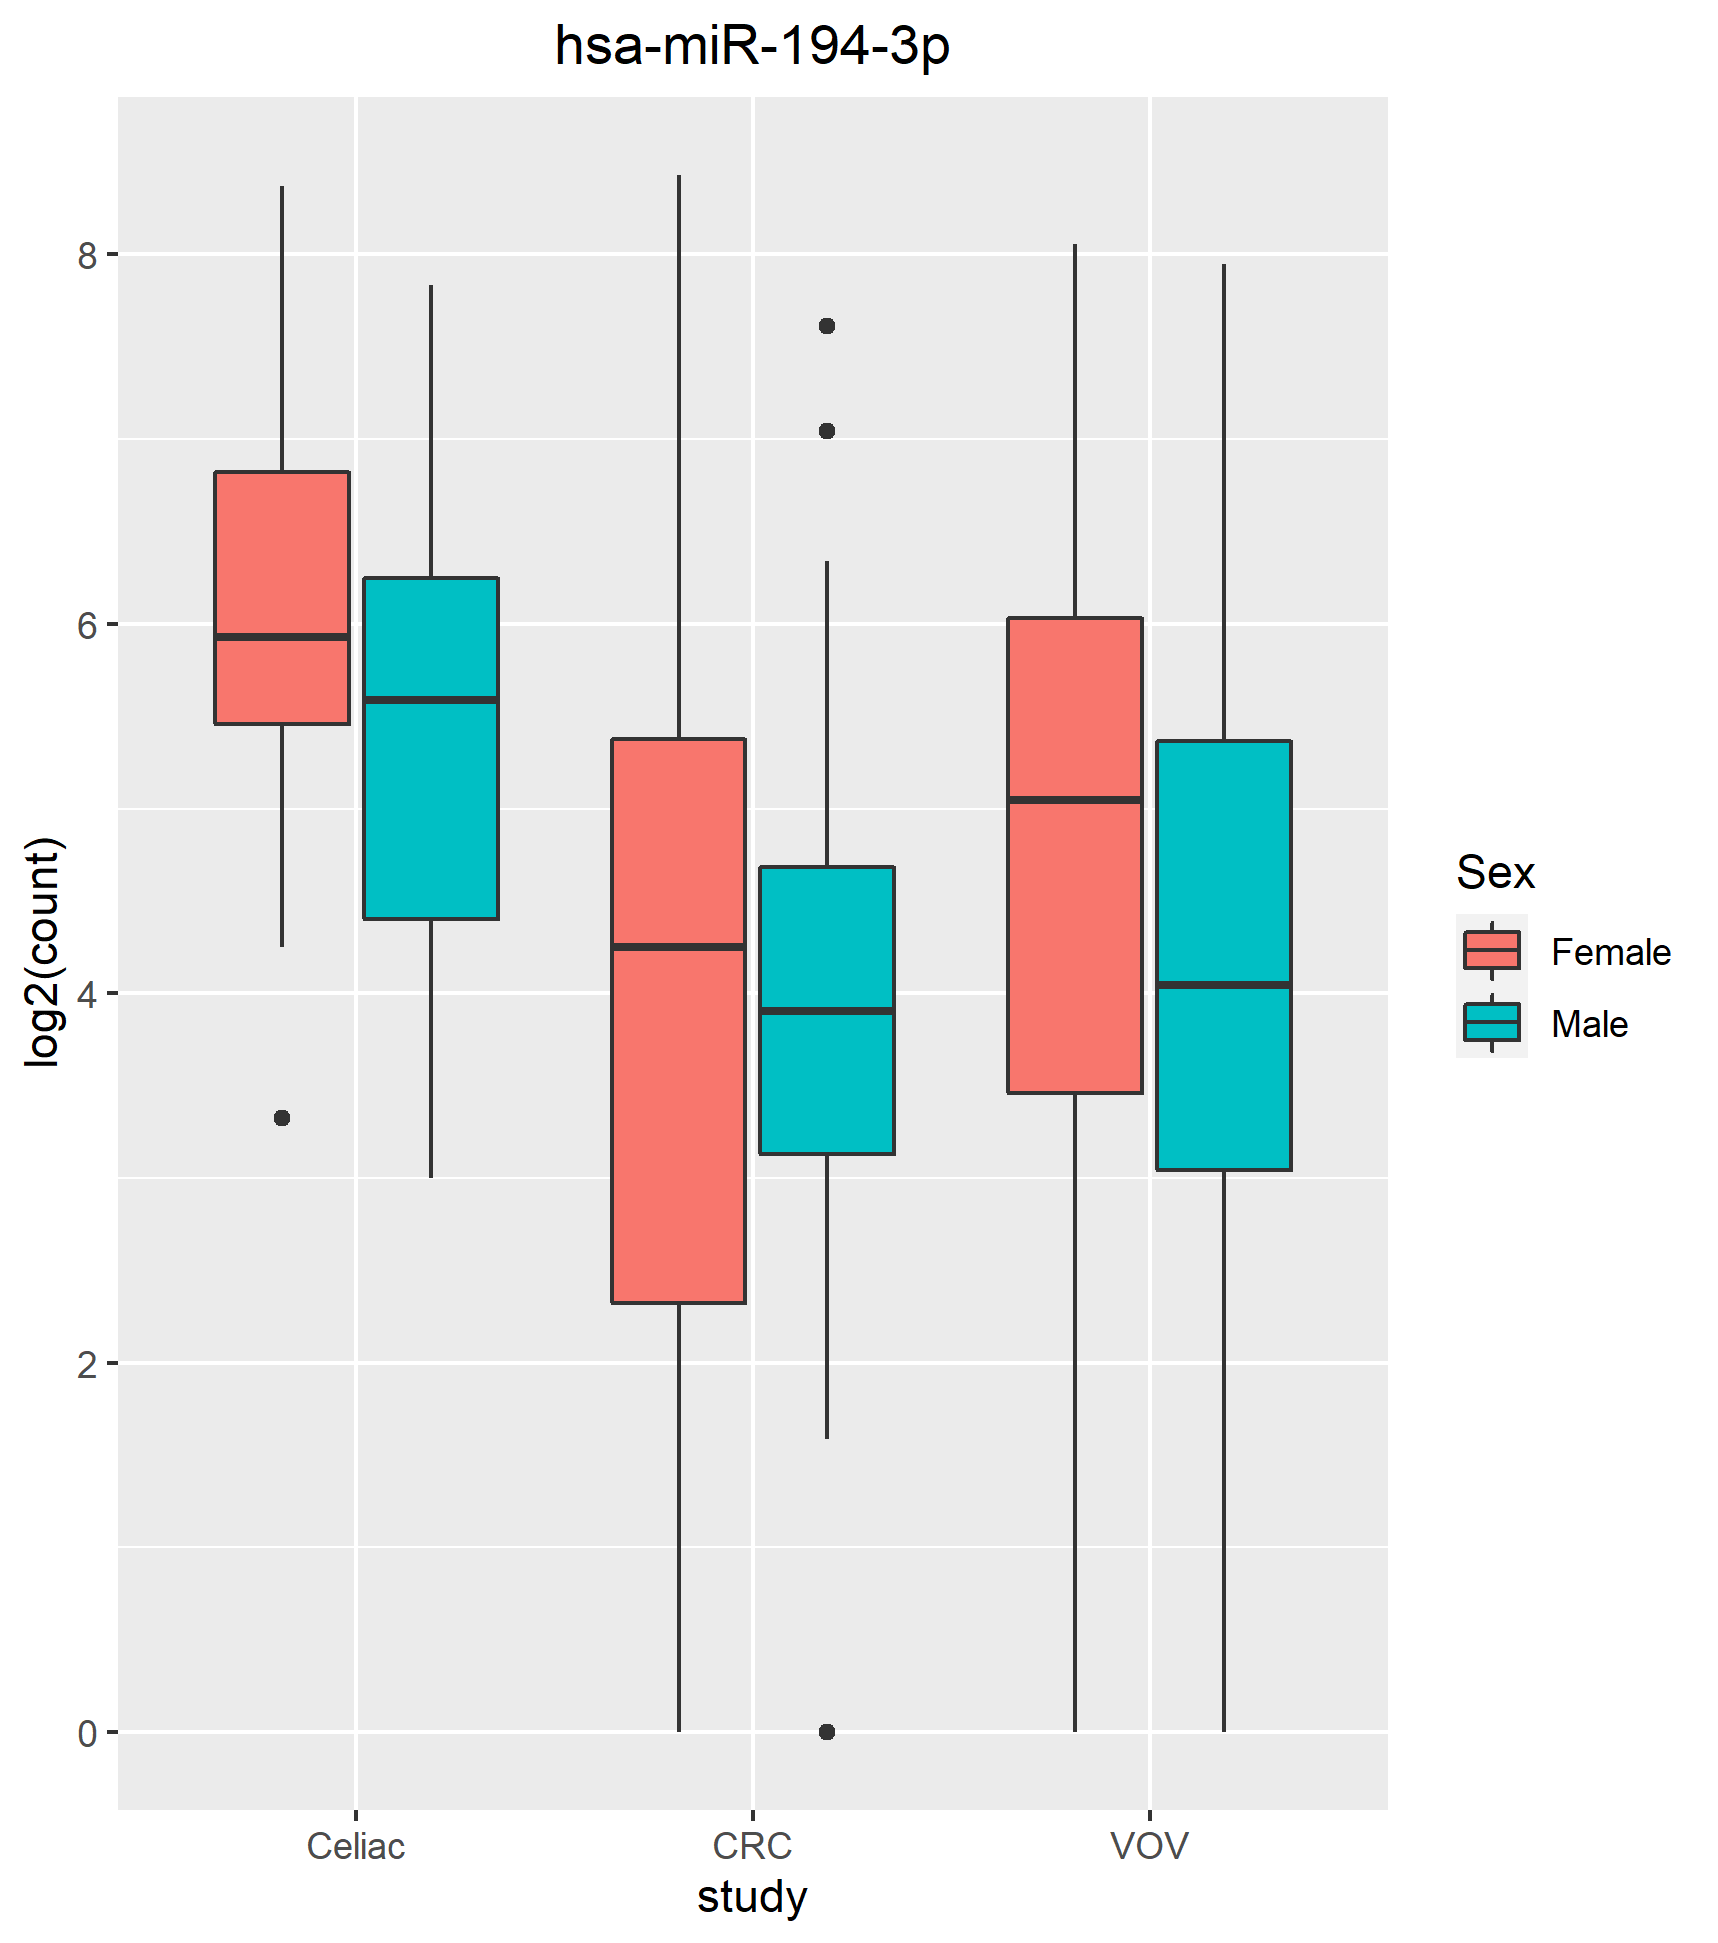 hsa-miR-194-3p
log2(count)
8
6
4
2
0
Celiac CRC VOV
study
Sex
Female
Male